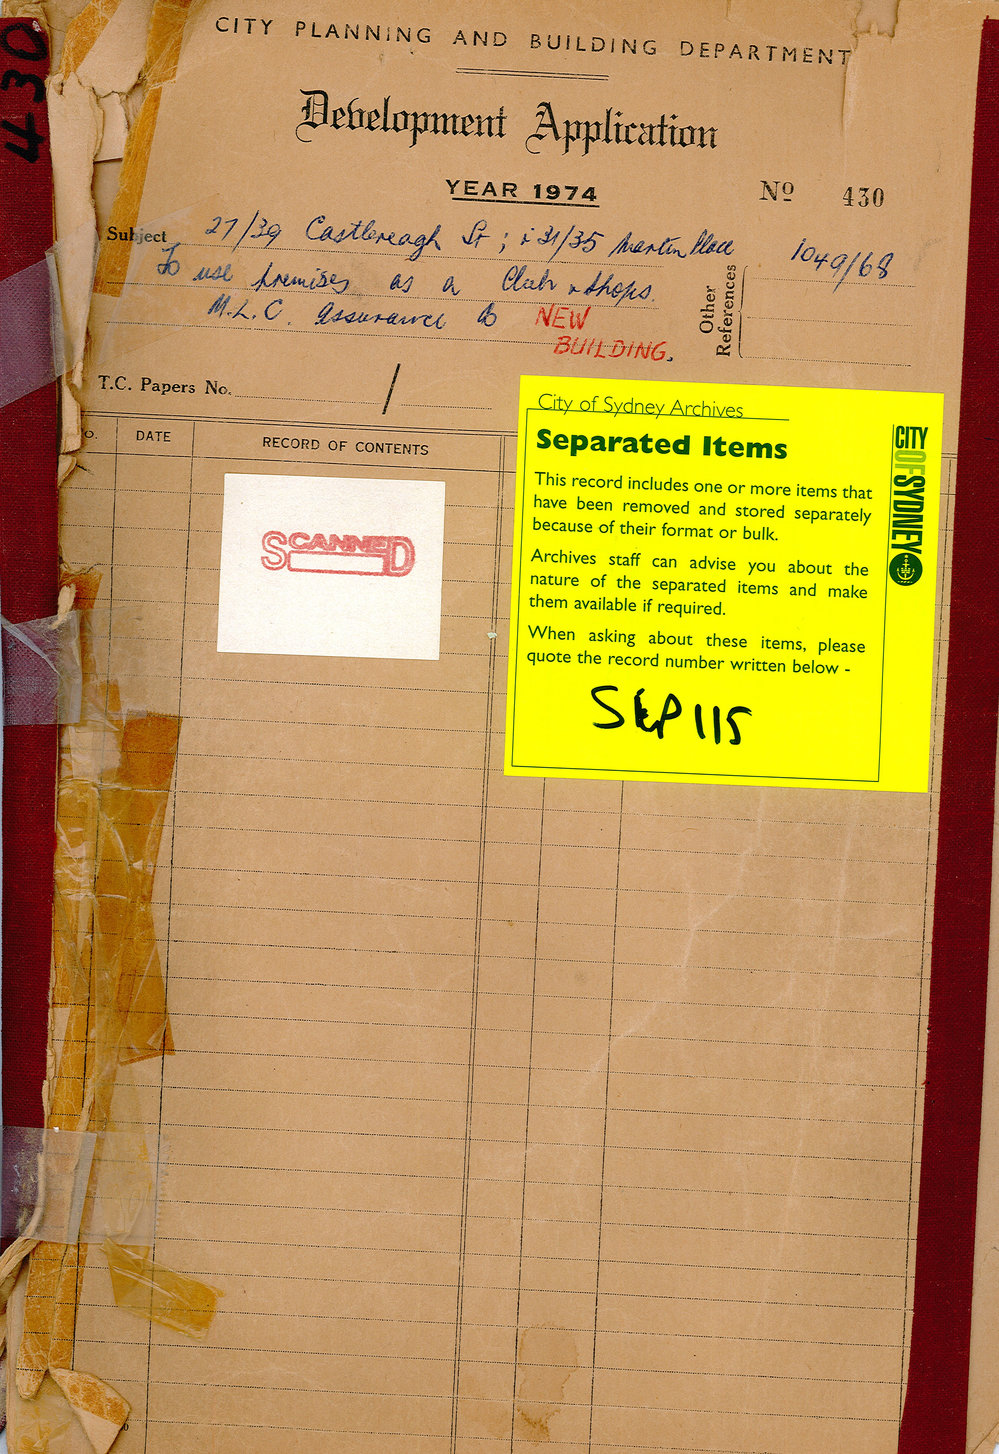 430
CITY PLANNING AND BUILDING DEPARTMENT
Development Application
YEAR 1974
Nº 430
Subject 27/39 Castlereagh St; & 31/35 Martin Place
To use premises as a Club & Shops.
M.L.C. Assurance Co NEW
BUILDING.
1049/68
Other
References
T.C. Papers No. /
o. DATE RECORD OF CONTENTS
SCANNED
City of Sydney Archives
Separated Items
This record includes one or more items that
have been removed and stored separately
because of their format or bulk.
Archives staff can advise you about the
nature of the separated items and make
them available if required.
When asking about these items, please
quote the record number written below -
SEP 115
CITY OF SYDNEY